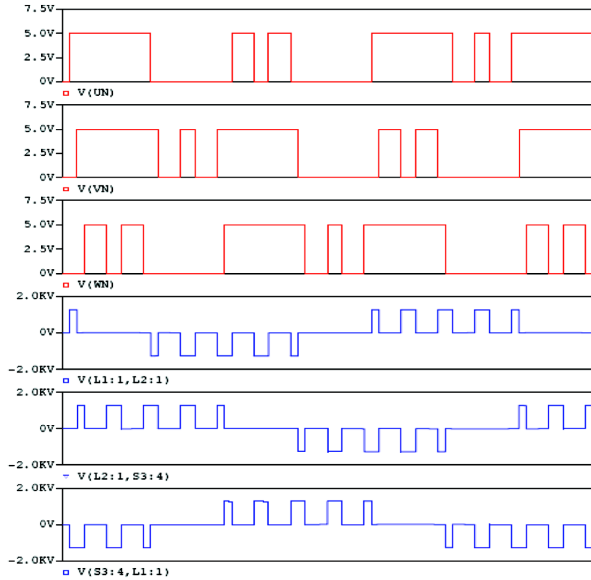 7.5V
5.0V
2.5V
0V
V(UN)
7.5V
5.0V
2.5V
0V
V(VN)
7.5V
5.0V
2.5V
0V
V(WN)
2.0KV
0V
-2.0KV
V(L1:1,L2:1)
2.0KV
0V
-2.0KV
V(L2:1,S3:4)
2.0KV
0V
-2.0KV
V(S3:4,L1:1)